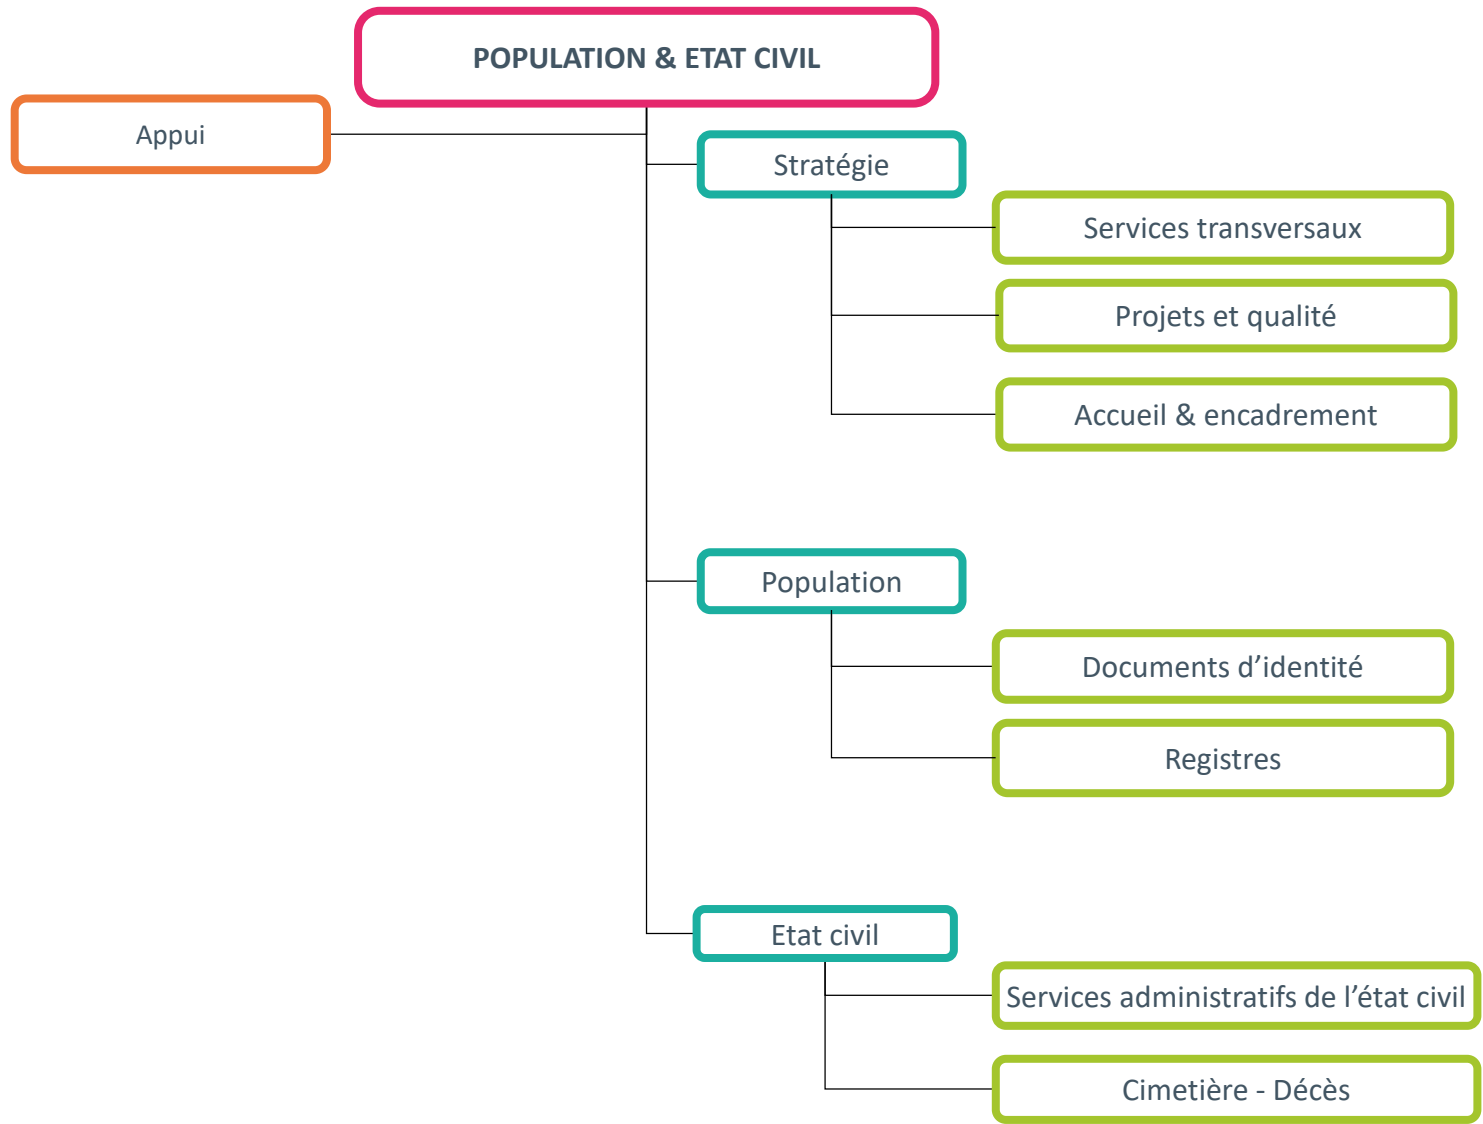 POPULATION & ETAT CIVIL
Appui
Stratégie
Services transversaux
Projets et qualité
Accueil & encadrement
Population
Documents d’identité
Registres
Etat civil
Services administratifs de l’état civil
Cimetière - Décès